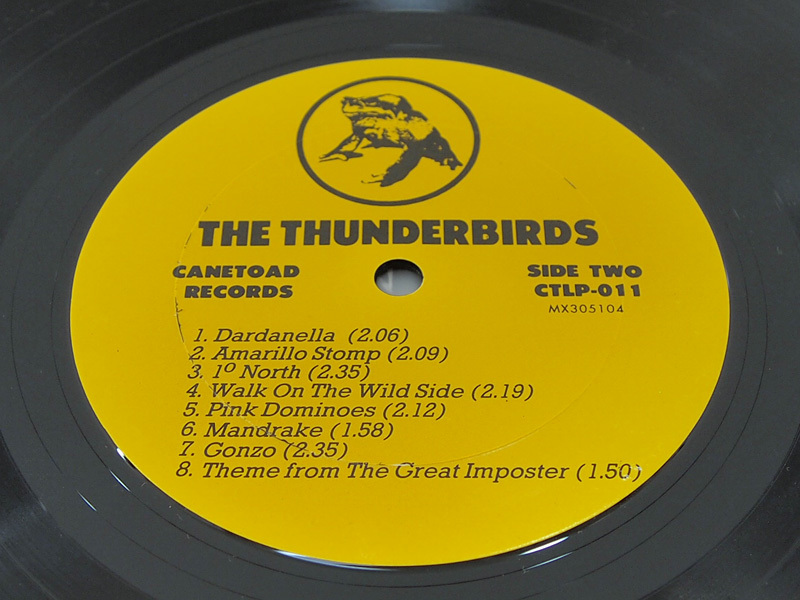 THE THUNDERBIRDS
CANETOAD
RECORDS
SIDE TWO
CTLP-011
MX305104
1. Dardanella (2.06)
2. Amarillo Stomp (2.09)
3. 1º North (2.35)
4. Walk On The Wild Side (2.19)
5. Pink Dominoes (2.12)
6. Mandrake (1.58)
7. Gonzo (2.35)
8. Theme from The Great Imposter (1.50)